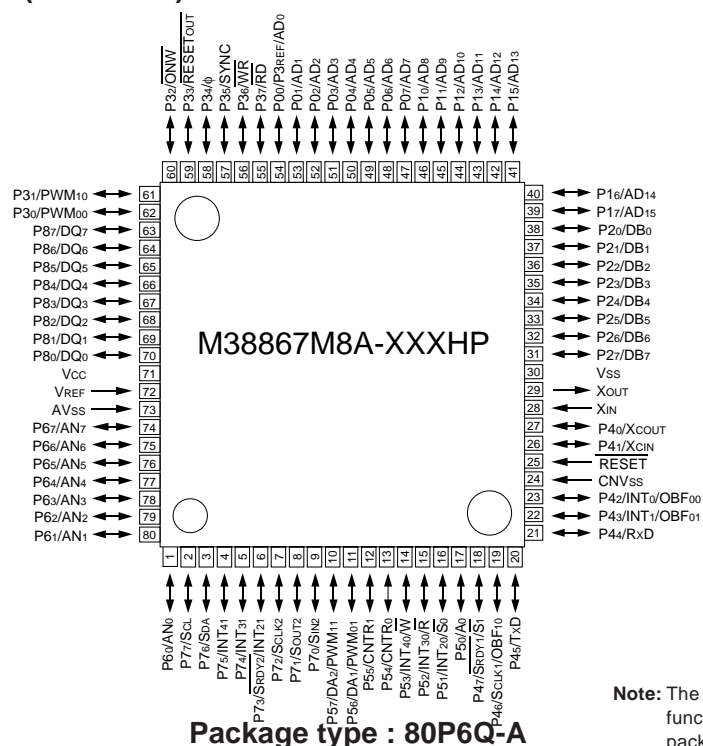 P32/ONW
P33/RESETOUT
P34/φ
P35/SYNC
P36/WR
P37/RD
P00/P3REF/AD0
P01/AD1
P02/AD2
P03/AD3
P04/AD4
P05/AD5
P06/AD6
P07/AD7
P10/AD8
P11/AD9
P12/AD10
P13/AD11
P14/AD12
P15/AD13
60 59 58 57 56 55 54 53 52 51 50 49 48 47 46 45 44 43 42 41
P31/PWM10 61
P30/PWM00 62
P87/DQ7 63
P86/DQ6 64
P85/DQ5 65
P84/DQ4 66
P83/DQ3 67
P82/DQ2 68
P81/DQ1 69
P80/DQ0 70
VCC 71
VREF 72
AVSS 73
P67/AN7 74
P66/AN6 75
P65/AN5 76
P64/AN4 77
P63/AN3 78
P62/AN2 79
P61/AN1 80
M38867M8A-XXXHP
40 P16/AD14
39 P17/AD15
38 P20/DB0
37 P21/DB1
36 P22/DB2
35 P23/DB3
34 P24/DB4
33 P25/DB5
32 P26/DB6
31 P27/DB7
30 VSS
29 XOUT
28 XIN
27 P40/XCOUT
26 P41/XCIN
25 RESET
24 CNVSS
23 P42/INT0/OBF00
22 P43/INT1/OBF01
21 P44/RXD
1 2 3 4 5 6 7 8 9 10 11 12 13 14 15 16 17 18 19 20
P60/AN0
P77/SCL
P76/SDA
P75/INT41
P74/INT31
P73/SRDY2/INT21
P72/SCLK2
P71/SOUT2
P70/SIN2
P57/DA2/PWM11
P56/DA1/PWM01
P55/CNTR1
P54/CNTR0
P53/INT40/W
P52/INT30/R
P51/INT20/S0
P50/A0
P47/SRDY1/S1
P46/SCLK1/OBF10
P45/TXD
Package type : 80P6Q-A
Note: The
func
pack